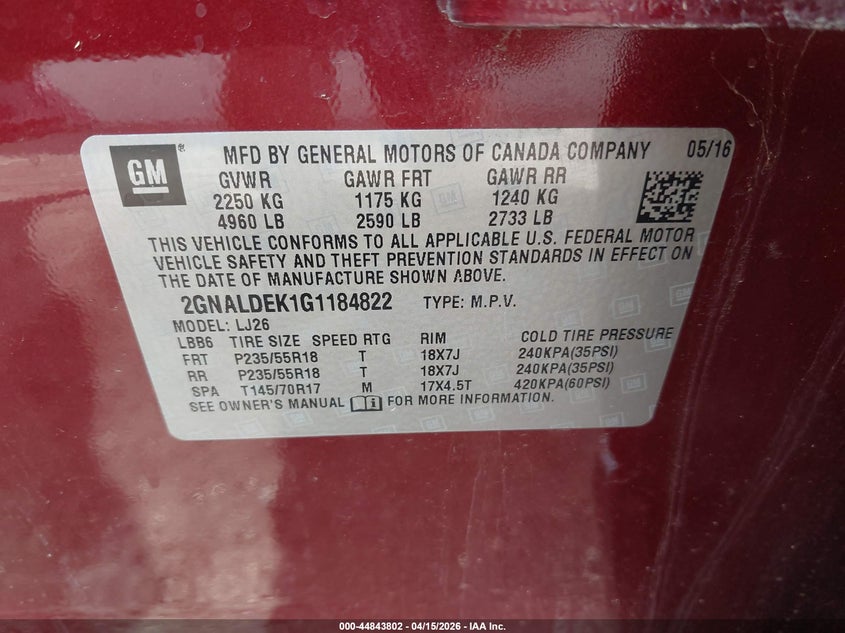 GM
MFD BY GENERAL MOTORS OF CANADA COMPANY 05/16
GVWR GAWR FRT GAWR RR
2250 KG 1175 KG 1240 KG
4960 LB 2590 LB 2733 LB
THIS VEHICLE CONFORMS TO ALL APPLICABLE U.S. FEDERAL MOTOR
VEHICLE SAFETY AND THEFT PREVENTION STANDARDS IN EFFECT ON
THE DATE OF MANUFACTURE SHOWN ABOVE.
2GNALDEK1G1184822 TYPE: M.P.V.
MODEL: LJ26
LBB6 TIRE SIZE SPEED RTG RIM COLD TIRE PRESSURE
FRT P235/55R18 T 18X7J 240KPA(35PSI)
RR P235/55R18 T 18X7J 240KPA(35PSI)
SPA T145/70R17 M 17X4.5T 420KPA(60PSI)
SEE OWNER'S MANUAL FOR MORE INFORMATION.
000-44843802 - 04/15/2026 - IAA Inc.